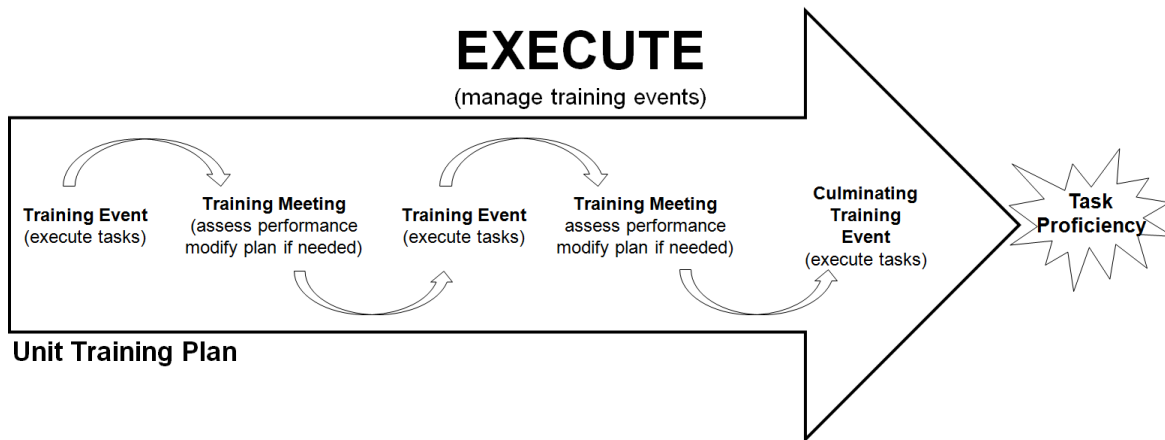 EXECUTE
(manage training events)
Training Event
(execute tasks)
Training Meeting
(assess performance
modify plan if needed)
Training Event
(execute tasks)
Training Meeting
assess performance
modify plan if needed)
Culminating
Training
Event
(execute tasks)
Task
Proficiency
Unit Training Plan